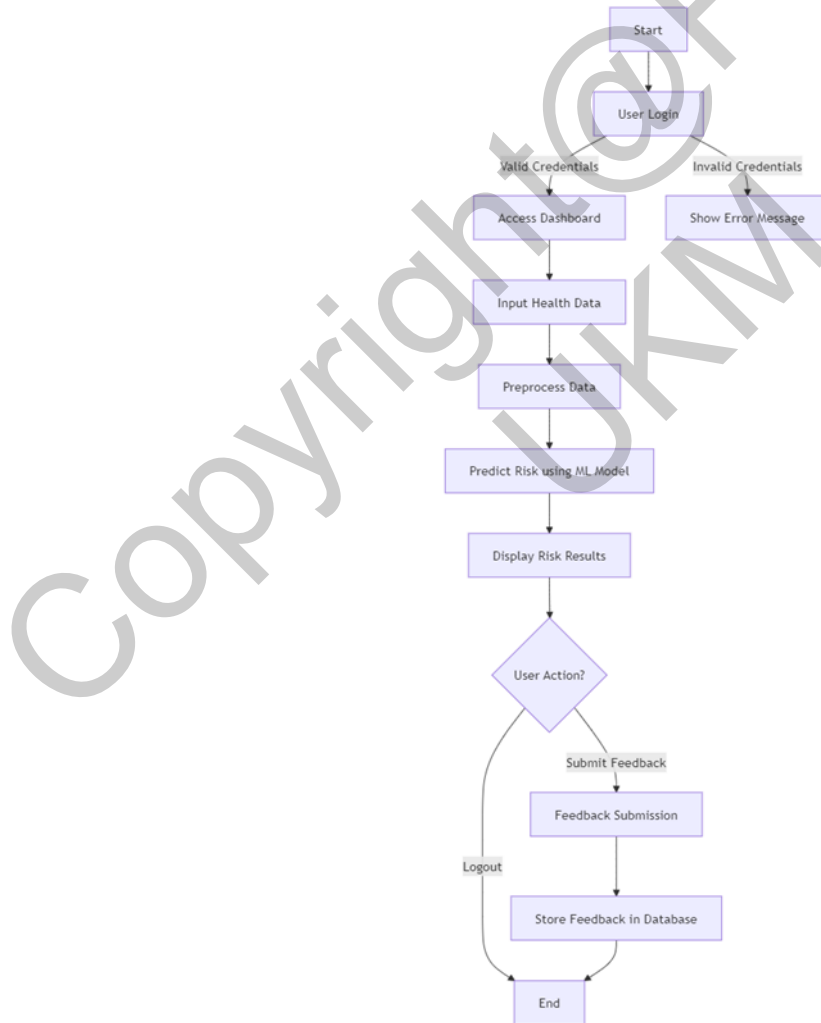 Start
User Login
Valid Credentials
Invalid Credentials
Access Dashboard
Show Error Message
Input Health Data
Preprocess Data
Predict Risk using ML Model
Display Risk Results
User Action?
Submit Feedback
Feedback Submission
Logout
Store Feedback in Database
End
Copyright@
UKM